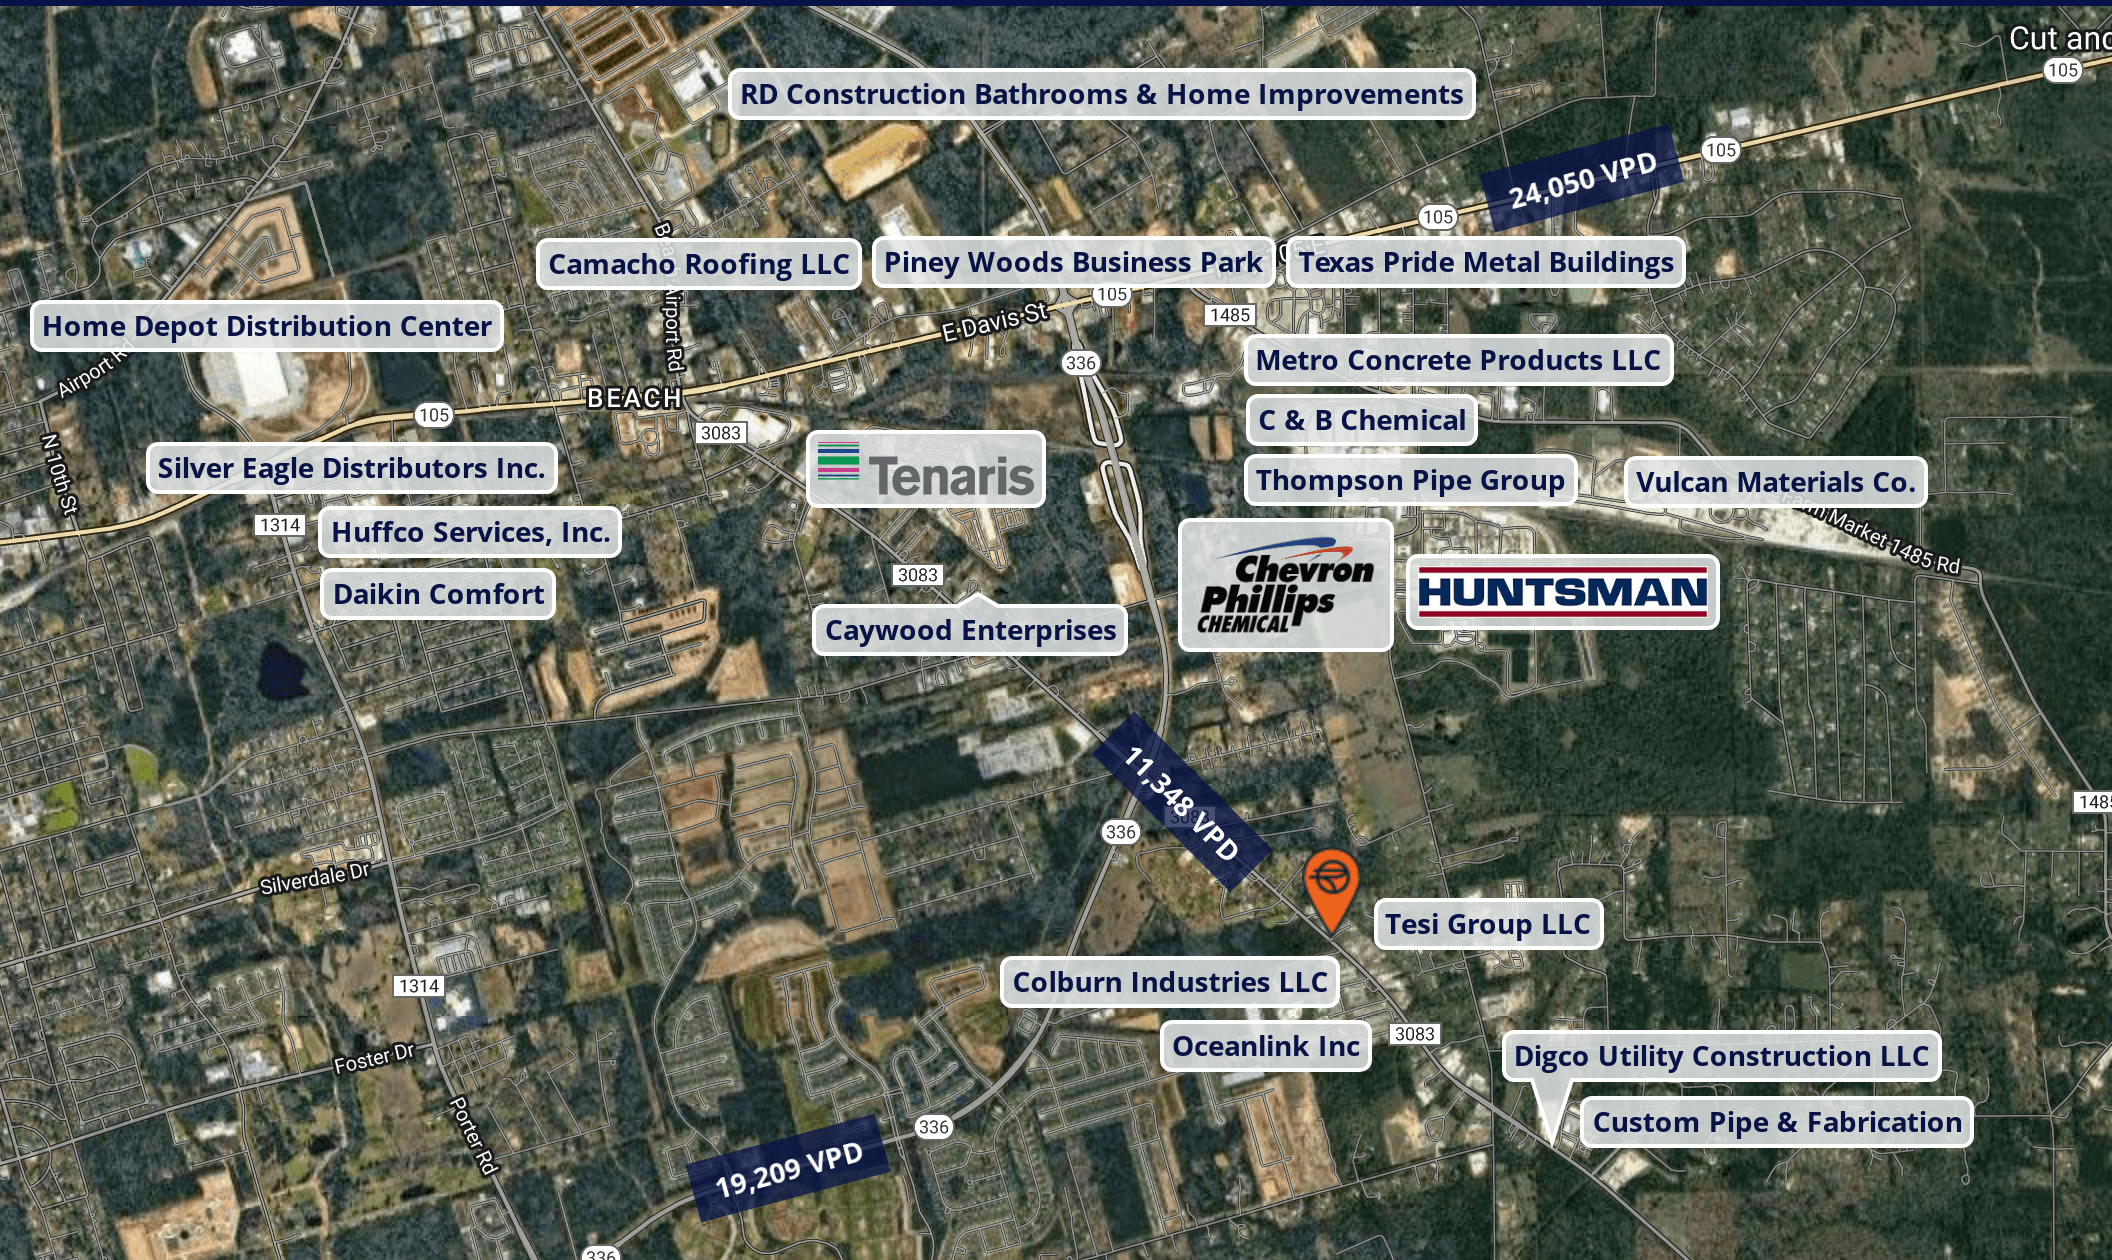 Cut and
105
RD Construction Bathrooms & Home Improvements
105
24,050 VPD
105
Camacho Roofing LLC
Piney Woods Business Park
Texas Pride Metal Buildings
Airport Rd
105
1485
Home Depot Distribution Center
E Davis St
Airport Rd
336
Metro Concrete Products LLC
BEACH
105
3083
C & B Chemical
N 10th St
Silver Eagle Distributors Inc.
Tenaris
Thompson Pipe Group
Vulcan Materials Co.
Farm Market 1485 Rd
1314
Huffco Services, Inc.
Chevron
Phillips
CHEMICAL
3083
HUNTSMAN
Daikin Comfort
Caywood Enterprises
11,348 VPD
1485
3083
336
Silverdale Dr
Tesi Group LLC
Colburn Industries LLC
1314
Oceanlink Inc
3083
Digco Utility Construction LLC
Foster Dr
Custom Pipe & Fabrication
Porter Rd
336
19,209 VPD
336